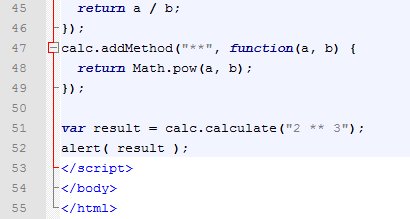 45 return a / b;
46 });
47 calc.addMethod("**", function(a, b) {
48 return Math.pow(a, b);
49 });
50
51 var result = calc.calculate("2 ** 3");
52 alert( result );
53 </script>
54 </body>
55 </html>